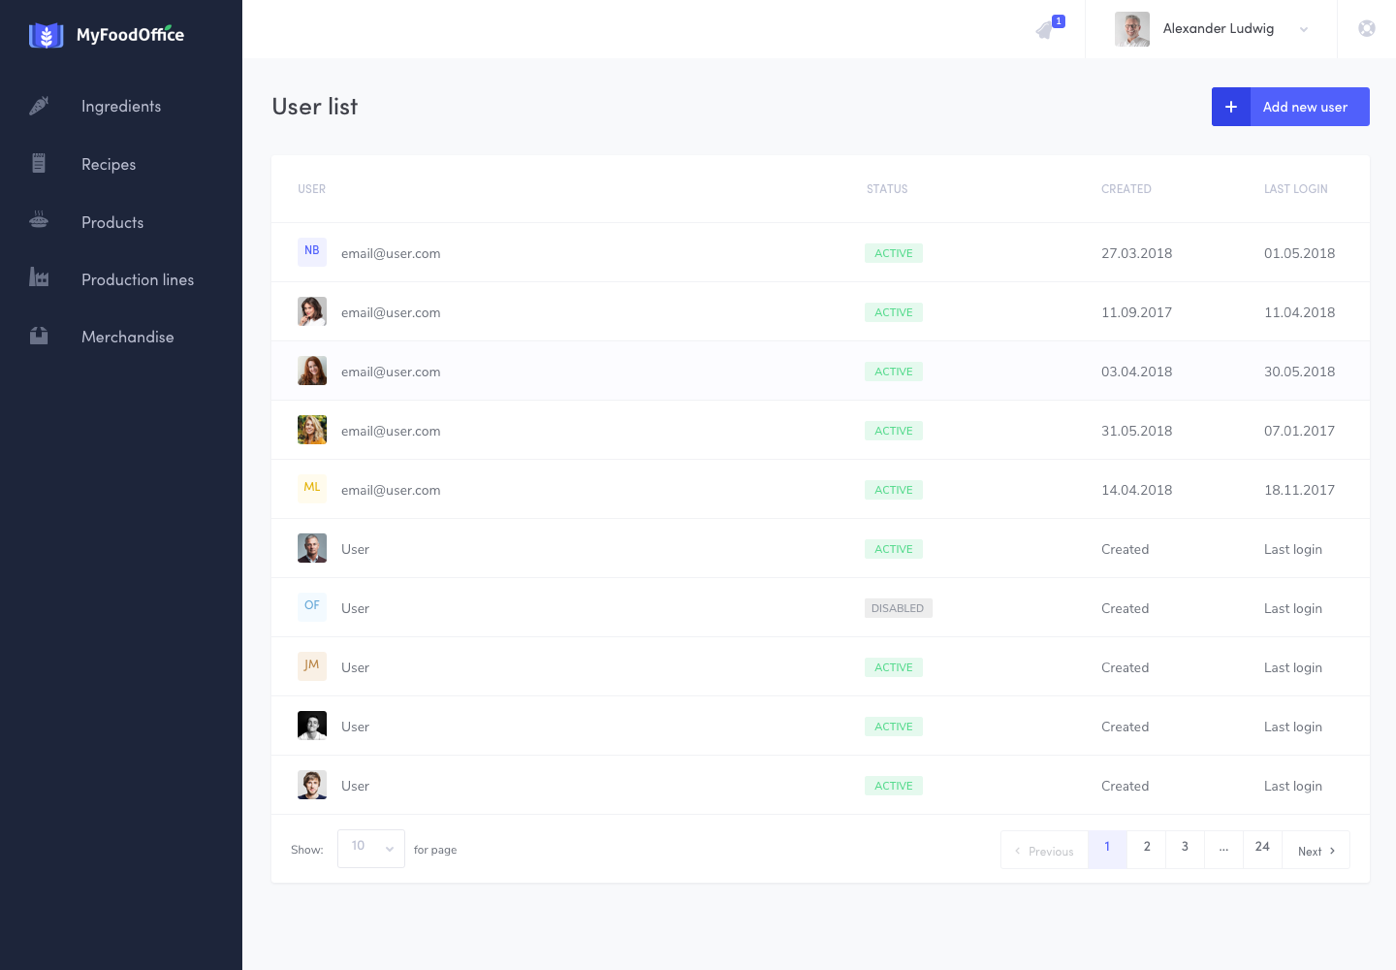 MyFoodOffice
1
Alexander Ludwig
Ingredients
Recipes
Products
Production lines
Merchandise
User list
+ Add new user
USER STATUS CREATED LAST LOGIN
NB email@user.com ACTIVE 27.03.2018 01.05.2018
email@user.com ACTIVE 11.09.2017 11.04.2018
email@user.com ACTIVE 03.04.2018 30.05.2018
email@user.com ACTIVE 31.05.2018 07.01.2017
ML email@user.com ACTIVE 14.04.2018 18.11.2017
User ACTIVE Created Last login
OF User DISABLED Created Last login
JM User ACTIVE Created Last login
User ACTIVE Created Last login
User ACTIVE Created Last login
Show: 10 for page
Previous 1 2 3 ... 24 Next